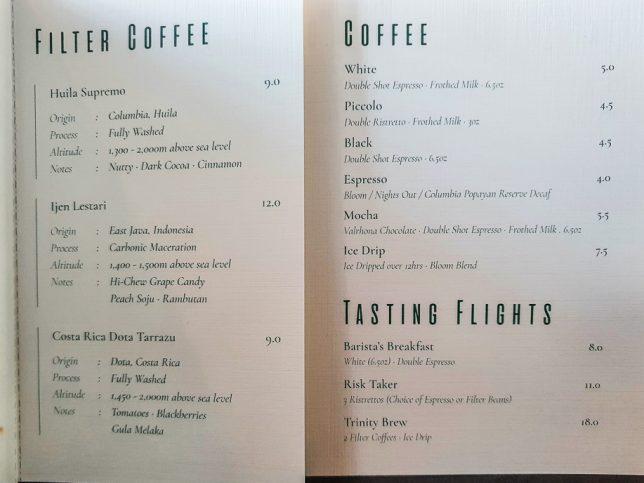 FILTER COFFEE
Huila Supremo 9.0
Origin : Columbia, Huila
Process : Fully Washed
Altitude : 1,300 - 2,000m above sea level
Notes : Nutty · Dark Cocoa · Cinnamon
Ijen Lestari 12.0
Origin : East Java, Indonesia
Process : Carbonic Maceration
Altitude : 1,400 - 1,500m above sea level
Notes : Hi-Chew Grape Candy
Peach Soju · Rambutan
Costa Rica Dota Tarrazu 9.0
Origin : Dota, Costa Rica
Process : Fully Washed
Altitude : 1,450 - 2,000m above sea level
Notes : Tomatoes · Blackberries
Gula Melaka
COFFEE
White 5.0
Double Shot Espresso · Frothed Milk · 6.5oz
Piccolo 4.5
Double Ristretto · Frothed Milk · 3oz
Black 4.5
Double Shot Espresso · 6.5oz
Espresso 4.0
Bloom / Nights Out / Columbia Popayan Reserve Decaf
Mocha 5.5
Valrhona Chocolate · Double Shot Espresso · Frothed Milk . 6.5oz
Ice Drip 7.5
Ice Dripped over 12hrs · Bloom Blend
TASTING FLIGHTS
Barista's Breakfast 8.0
White (6.5oz) · Double Espresso
Risk Taker 11.0
3 Ristrettos (Choice of Espresso or Filter Beans)
Trinity Brew 18.0
2 Filter Coffees · Ice Drip